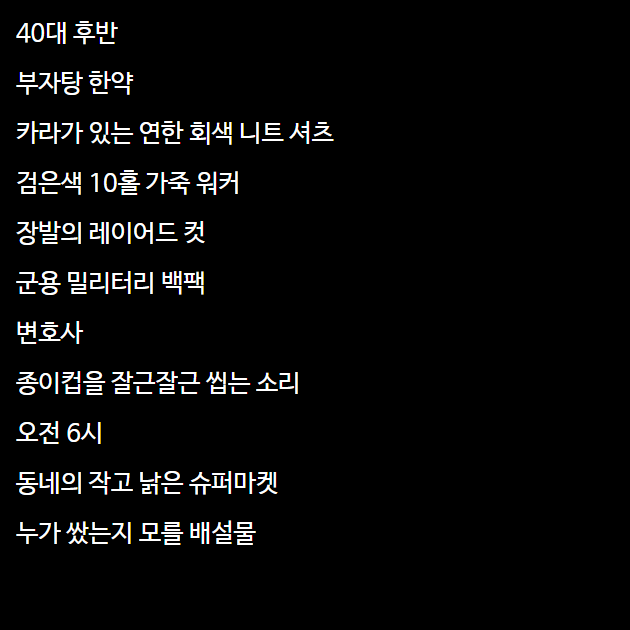 40대 후반
부자탕 한약
카라가 있는 연한 회색 니트 셔츠
검은색 10홀 가죽 워커
장발의 레이어드 컷
군용 밀리터리 백팩
변호사
종이컵을 잘근잘근 씹는 소리
오전 6시
동네의 작고 낡은 슈퍼마켓
누가 쌌는지 모를 배설물